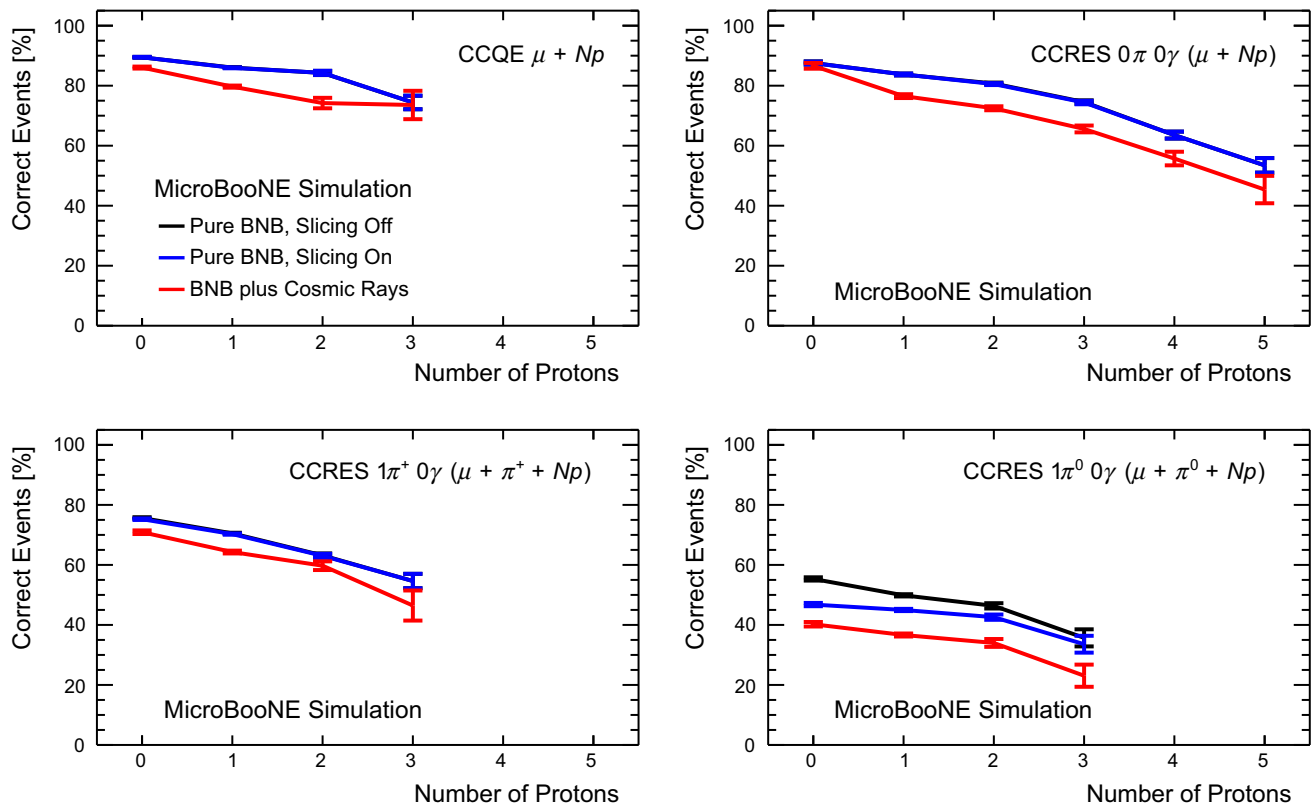 Correct Events [%]
100
80
60
40
20
0
CCQE μ + Np
MicroBooNE Simulation
Pure BNB, Slicing Off
Pure BNB, Slicing On
BNB plus Cosmic Rays
0 1 2 3 4 5
Number of Protons
Correct Events [%]
100
80
60
40
20
0
CCRES 0π 0γ (μ + Np)
MicroBooNE Simulation
0 1 2 3 4 5
Number of Protons
Correct Events [%]
100
80
60
40
20
0
CCRES 1π⁺ 0γ (μ + π⁺ + Np)
MicroBooNE Simulation
0 1 2 3 4 5
Number of Protons
Correct Events [%]
100
80
60
40
20
0
CCRES 1π⁰ 0γ (μ + π⁰ + Np)
MicroBooNE Simulation
0 1 2 3 4 5
Number of Protons